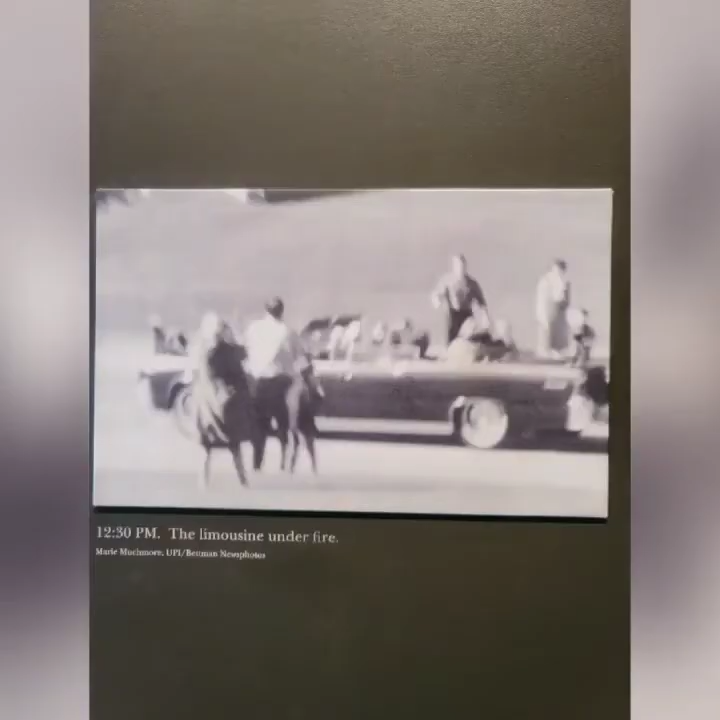 12:30 PM. The limousine under fire.
Marie Muchmore, UPI/Bettman Newsphotos